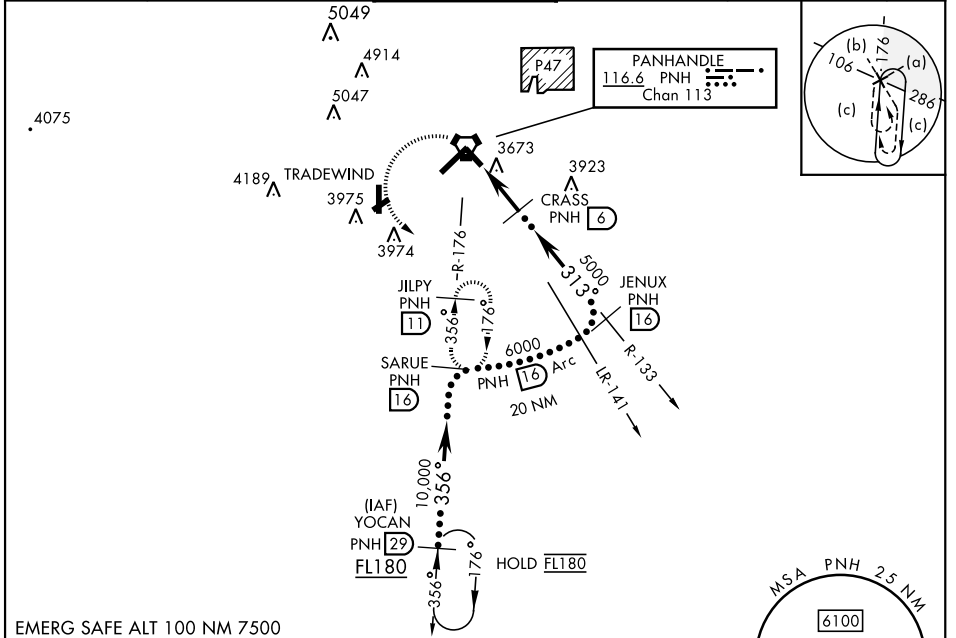 5049
4914
5047
4075
P47
PANHANDLE
116.6 PNH
Chan 113
(b)
176
(a)
106
286
(c)
(c)
3673
3923
4189
TRADEWIND
3975
3974
CRASS
PNH 6
R-176
5000
313°
JENUX
PNH
16
JILPY
PNH
11
356°
176°
6000
SARUE
PNH
16
PNH 16 Arc
20 NM
R-133
LR-141
10,000
356°
(IAF)
YOCAN
PNH 29
FL180
356°
176°
HOLD FL180
MSA PNH 25 NM
6100
EMERG SAFE ALT 100 NM 7500